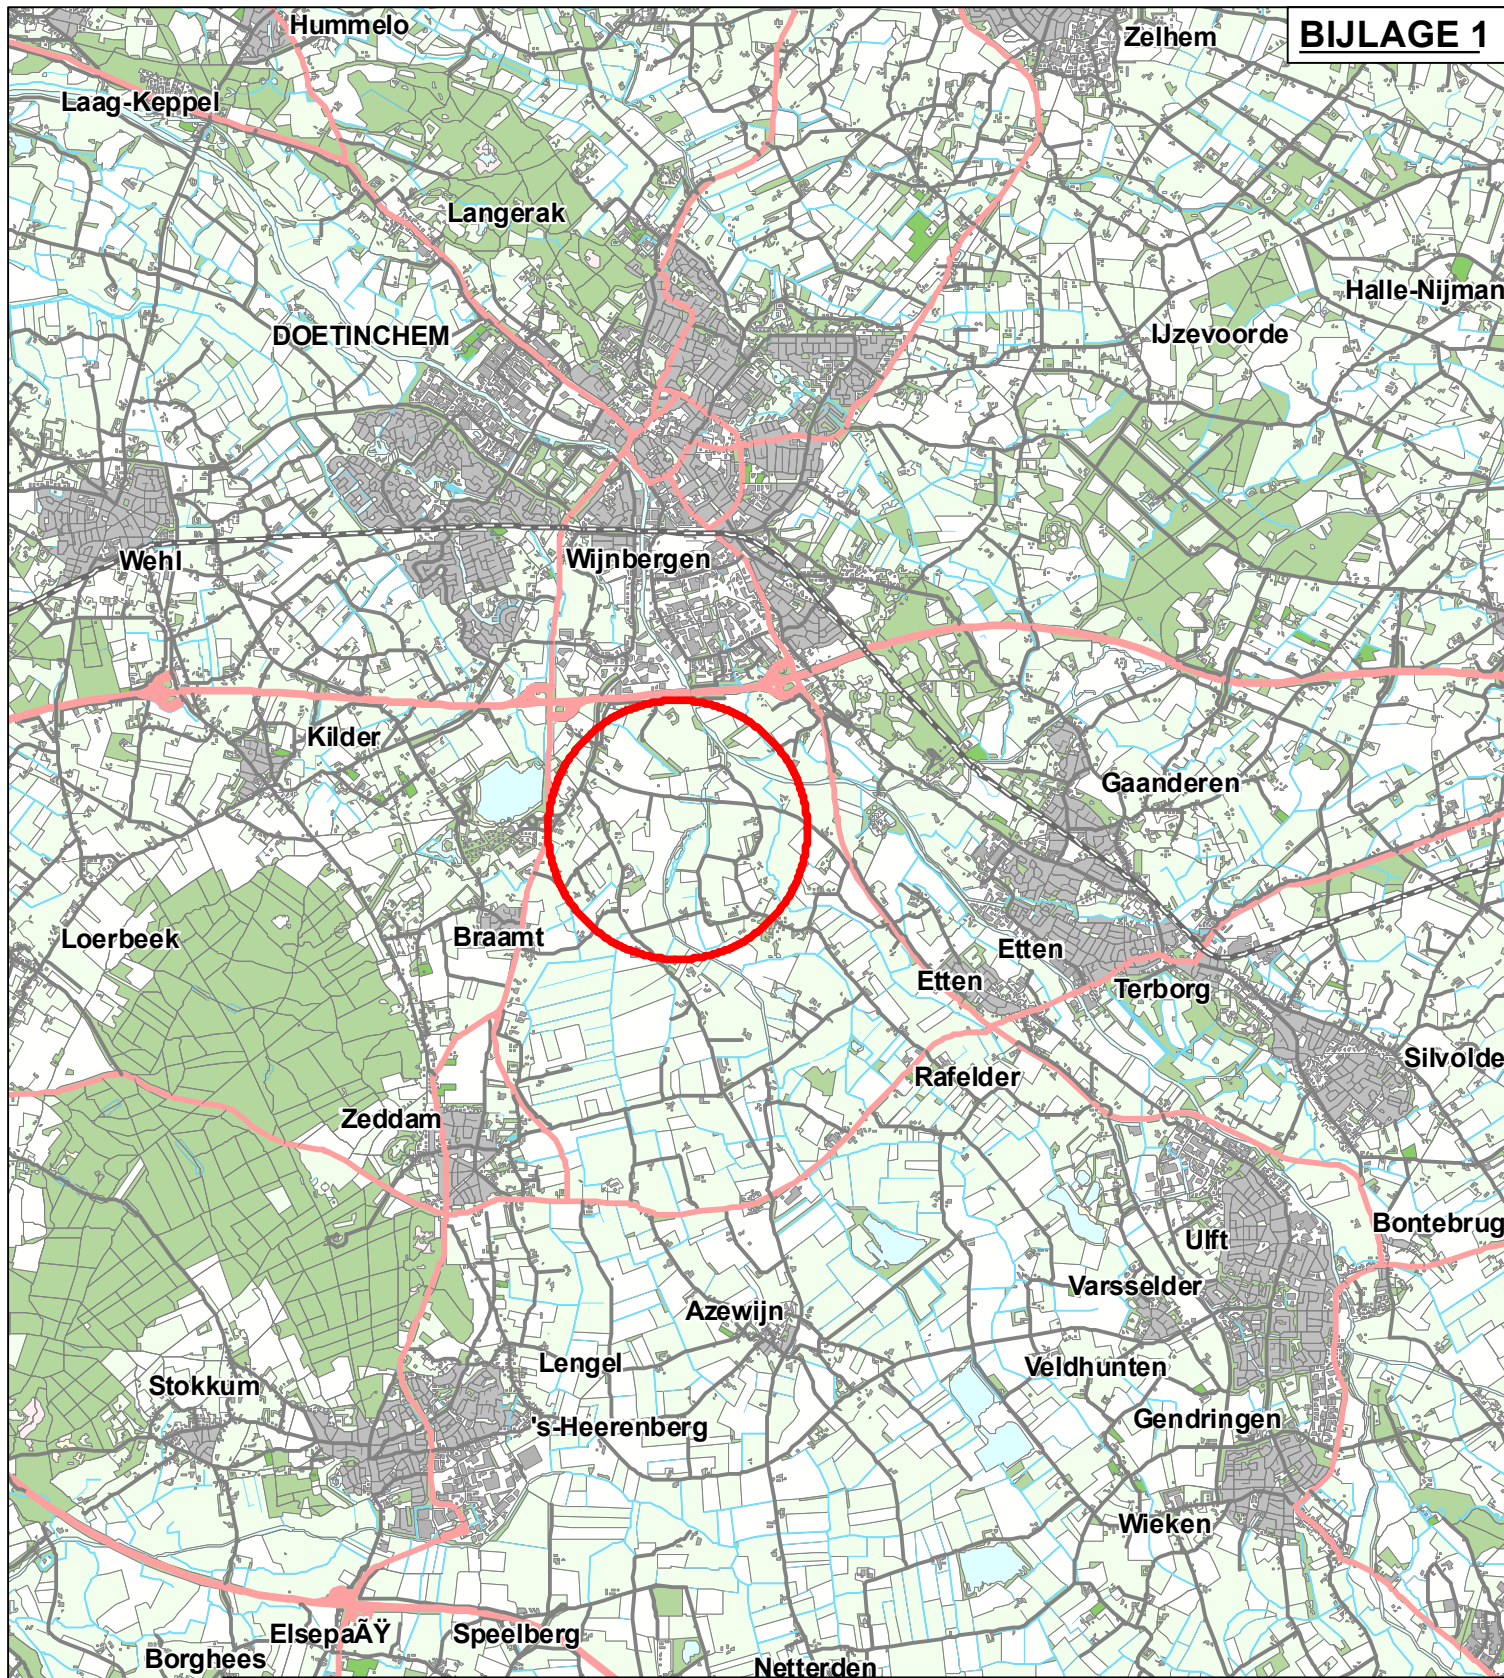 Hummelo
Zelhem
BIJLAGE 1
Laag-Keppel
Langerak
Halle-Nijman
DOETINCHEM
IJzevoorde
Wehl
Wijnbergen
Kilder
Gaanderen
Loerbeek
Braamt
Etten
Etten
Terborg
Silvolde
Rafelder
Zeddam
Bontebrug
Ulft
Varsselder
Azewijn
Lengel
Veldhunten
Stokkum
's-Heerenberg
Gendringen
Wieken
ElsepaÃŸ
Speelberg
Borghees
Netterden